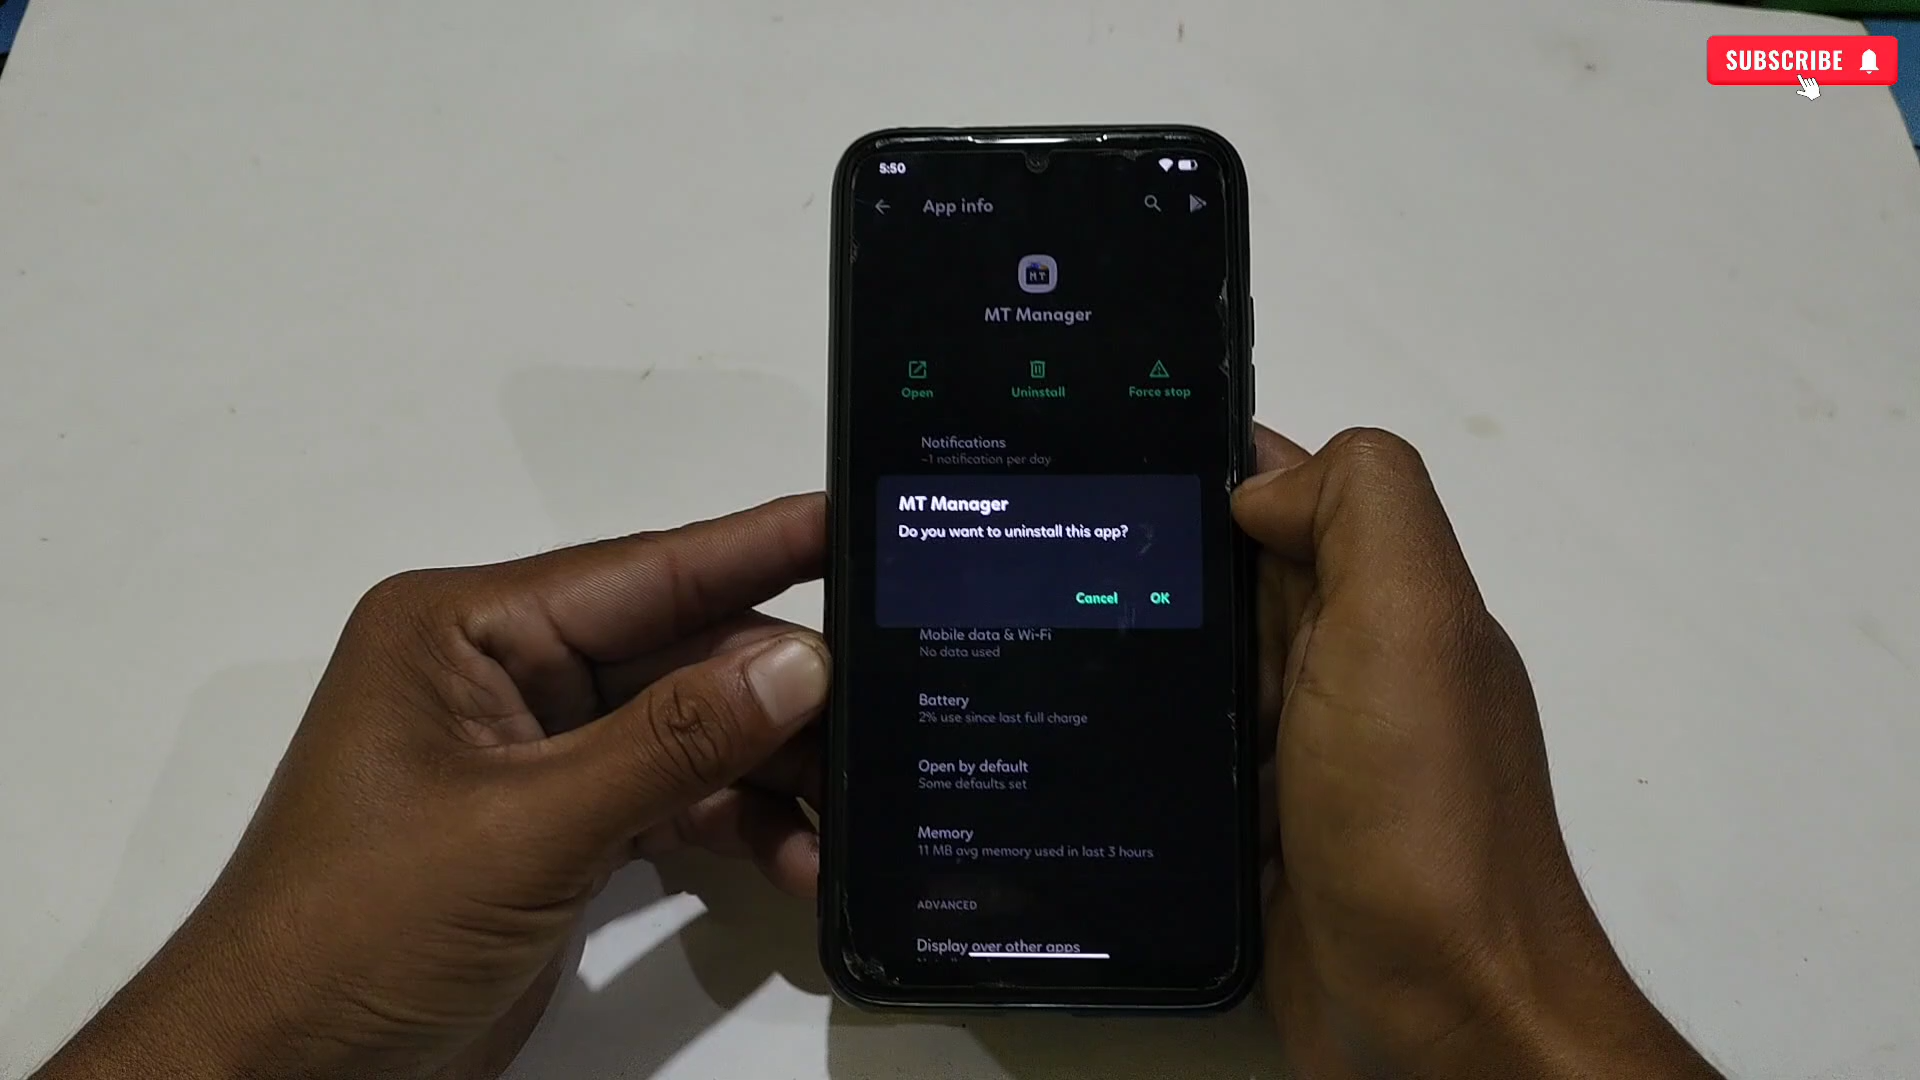 SUBSCRIBE
5:50
App info
MT
MT Manager
Open
Uninstall
Force stop
Notifications
~1 notification per day
MT Manager
Do you want to uninstall this app?
Cancel
OK
Mobile data & Wi-Fi
No data used
Battery
2% use since last full charge
Open by default
Some defaults set
Memory
11 MB avg memory used in last 3 hours
ADVANCED
Display over other apps